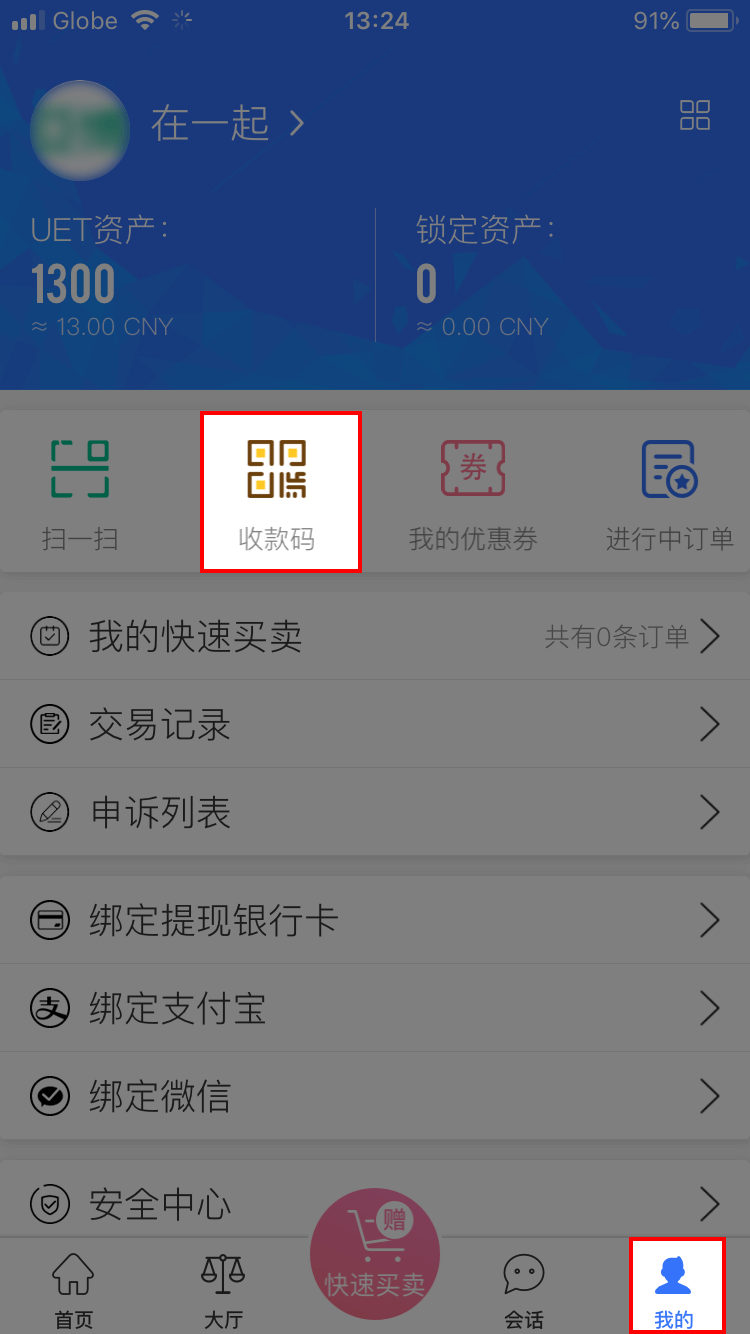 Globe 13:24 91%
在一起
UET资产: 锁定资产:
1300 0
≈ 13.00 CNY ≈ 0.00 CNY
券
扫一扫 收款码 我的优惠券 进行中订单
我的快速买卖 共有0条订单
交易记录
申诉列表
绑定提现银行卡
绑定支付宝
绑定微信
安全中心
赠
快速买卖
首页 大厅 会话 我的